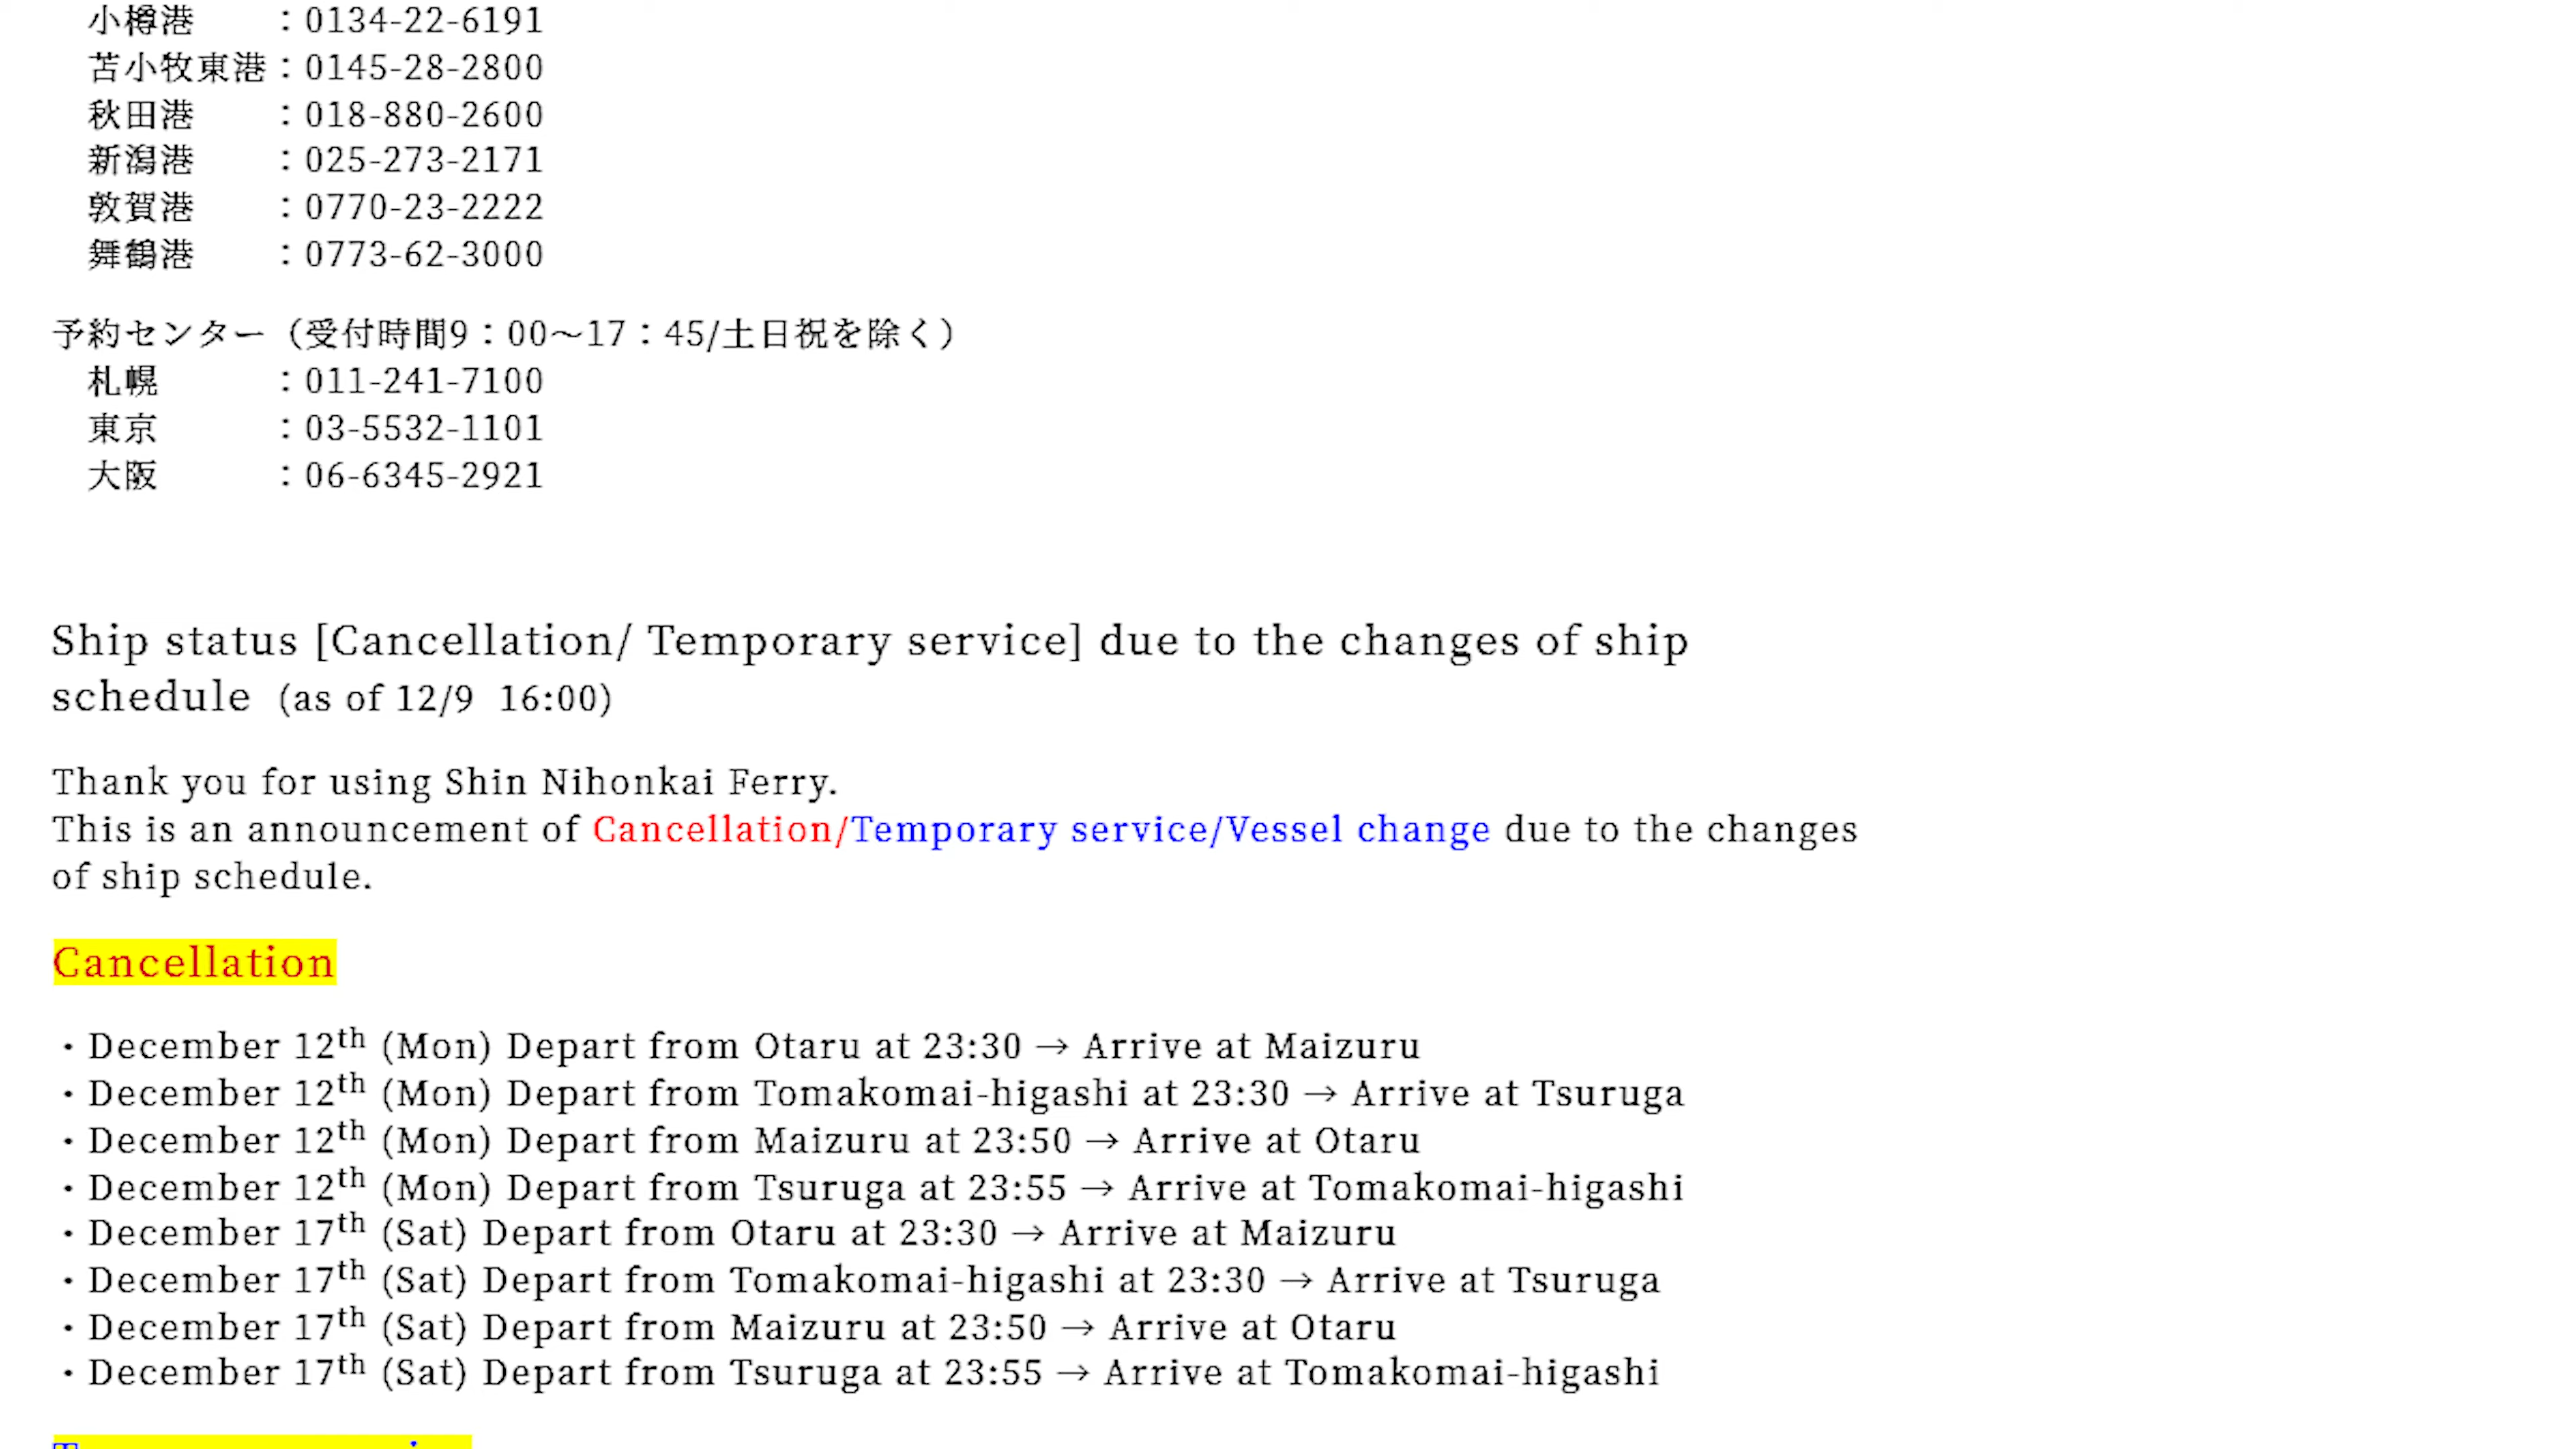 小樽港　　：0134-22-6191
苫小牧東港：0145-28-2800
秋田港　　：018-880-2600
新潟港　　：025-273-2171
敦賀港　　：0770-23-2222
舞鶴港　　：0773-62-3000
予約センター（受付時間9：00～17：45/土日祝を除く）
札幌　　　：011-241-7100
東京　　　：03-5532-1101
大阪　　　：06-6345-2921
Ship status [Cancellation/ Temporary service] due to the changes of ship
schedule (as of 12/9 16:00)
Thank you for using Shin Nihonkai Ferry.
This is an announcement of Cancellation/Temporary service/Vessel change due to the changes
of ship schedule.
Cancellation
・December 12th (Mon) Depart from Otaru at 23:30 → Arrive at Maizuru
・December 12th (Mon) Depart from Tomakomai-higashi at 23:30 → Arrive at Tsuruga
・December 12th (Mon) Depart from Maizuru at 23:50 → Arrive at Otaru
・December 12th (Mon) Depart from Tsuruga at 23:55 → Arrive at Tomakomai-higashi
・December 17th (Sat) Depart from Otaru at 23:30 → Arrive at Maizuru
・December 17th (Sat) Depart from Tomakomai-higashi at 23:30 → Arrive at Tsuruga
・December 17th (Sat) Depart from Maizuru at 23:50 → Arrive at Otaru
・December 17th (Sat) Depart from Tsuruga at 23:55 → Arrive at Tomakomai-higashi